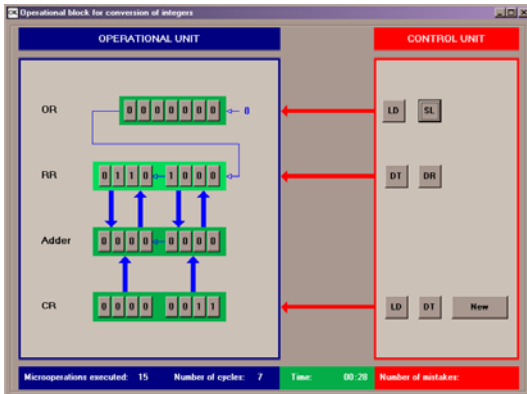 Operational block for conversion of integers
OPERATIONAL UNIT
CONTROL UNIT
OR 0 0 0 0 0 0 0 0 LD SL
RR 0 1 1 0 1 0 0 0 DT DR
Adder 0 0 0 0 0 0 0 0
CR 0 0 0 0 0 0 1 1 LD DT New
Microoperations executed: 15 Number of cycles: 7 Time: 00:28 Number of mistakes: